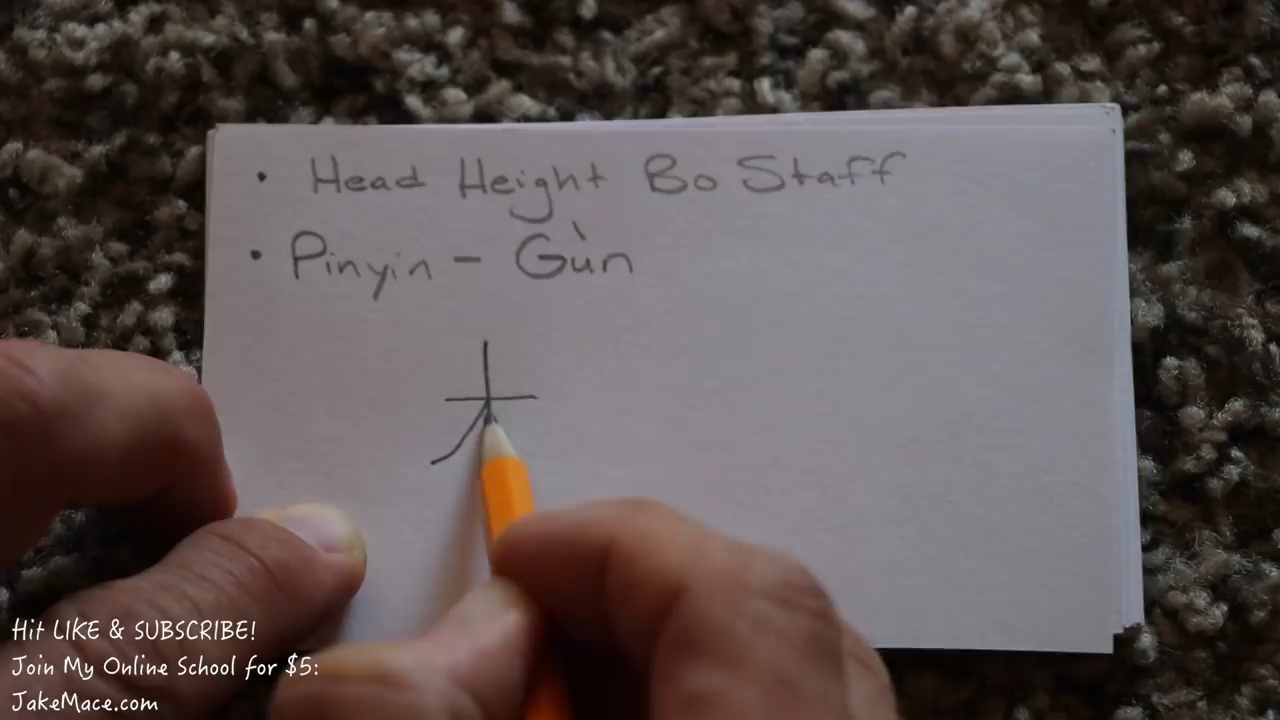 • Head Height Bo Staff
• Pinyin - Gùn
Hit LIKE & SUBSCRIBE!
Join My Online School for $5:
JakeMace.com